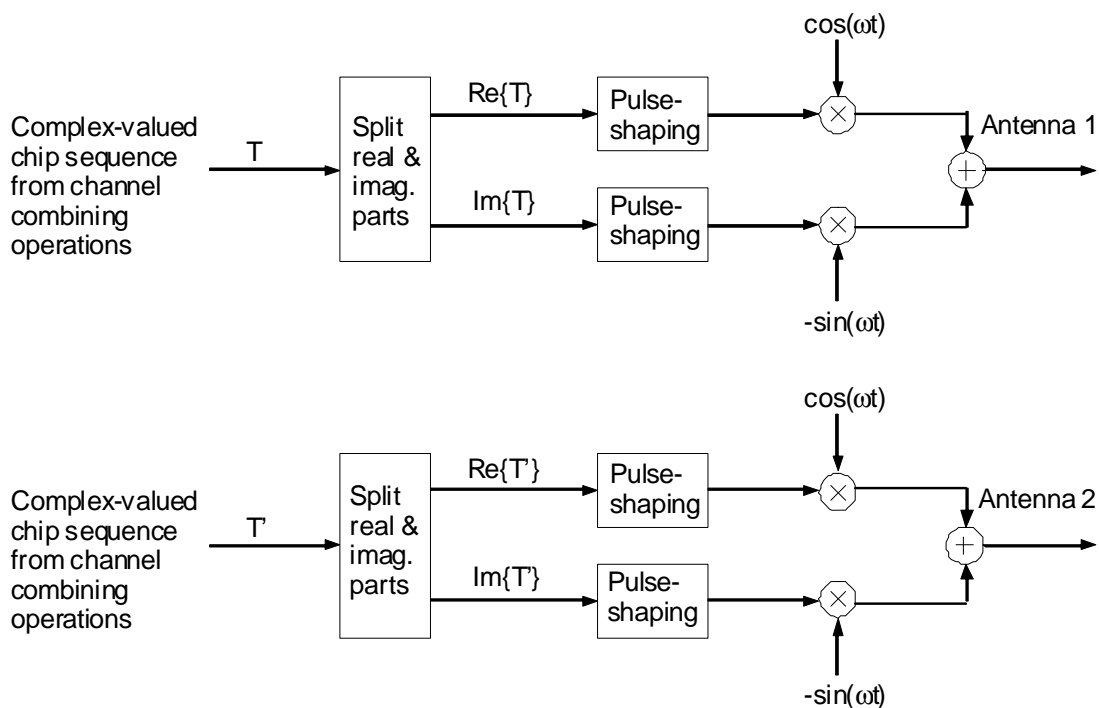 cos(ωt)
Complex-valued
chip sequence
from channel
combining
operations
T
Split
real &
imag.
parts
Re{T}
Im{T}
Pulse-
shaping
Pulse-
shaping
×
×
-sin(ωt)
Antenna 1
+
cos(ωt)
Complex-valued
chip sequence
from channel
combining
operations
T'
Split
real &
imag.
parts
Re{T'}
Im{T'}
Pulse-
shaping
Pulse-
shaping
×
×
-sin(ωt)
Antenna 2
+